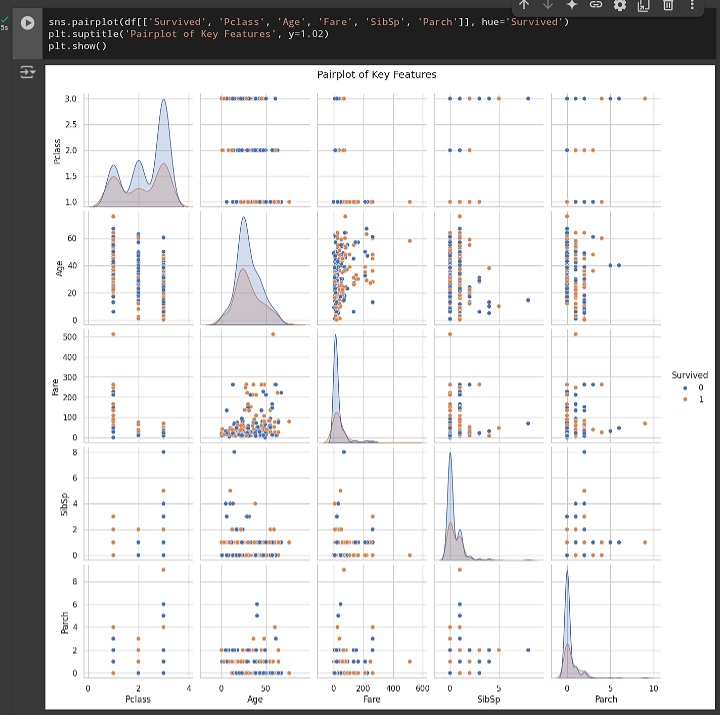 sns.pairplot(df[['Survived', 'Pclass', 'Age', 'Fare', 'SibSp', 'Parch']], hue='Survived')
plt.suptitle('Pairplot of Key Features', y=1.02)
plt.show()
5s
Pairplot of Key Features
3.0
2.5
2.0
1.5
1.0
Pclass
60
40
20
0
Age
500
400
300
200
100
0
Fare
Survived
0
1
8
6
4
2
0
SibSp
8
6
4
2
0
Parch
0 2 4 0 50 0 200 400 600 0 5 0 5 10
Pclass Age Fare SibSp Parch